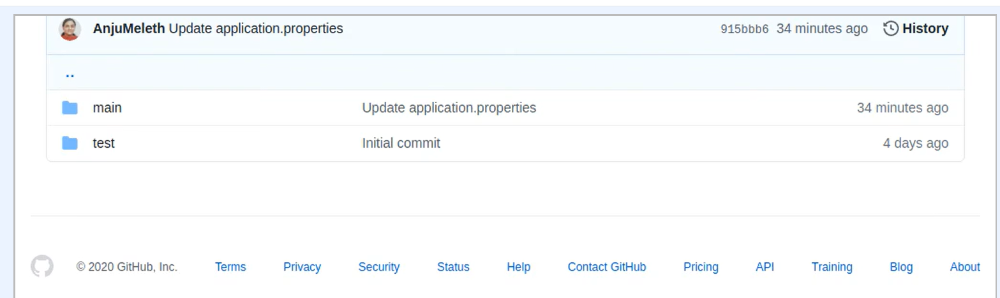 AnjuMeleth Update application.properties 915bbb6 34 minutes ago History
..
main Update application.properties 34 minutes ago
test Initial commit 4 days ago
© 2020 GitHub, Inc. Terms Privacy Security Status Help Contact GitHub Pricing API Training Blog About